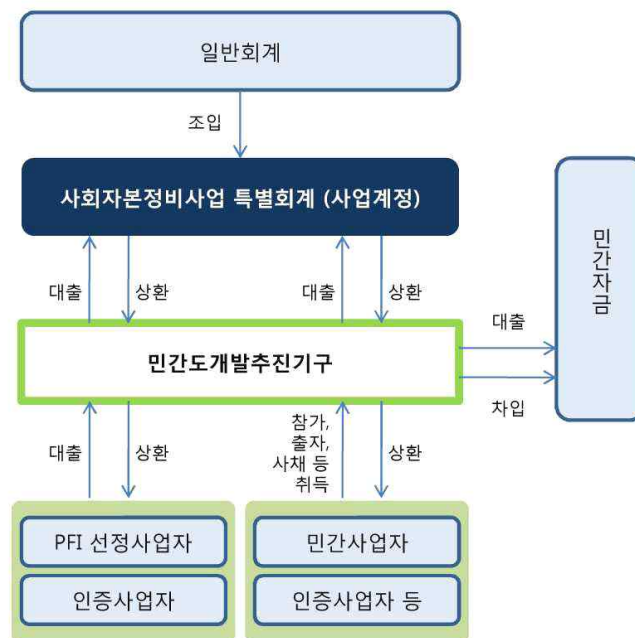 일반회계
조입
사회자본정비사업 특별회계 (사업계정)
민간자금
대출
상환
대출
상환
대출
민간도개발추진기구
차입
대출
상환
참가,
출자,
사채 등
취득
상환
PFI 선정사업자
민간사업자
인증사업자
인증사업자 등